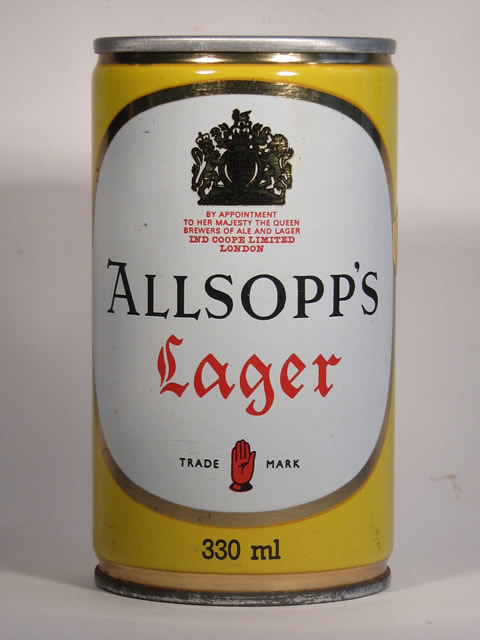 BY APPOINTMENT
TO HER MAJESTY THE QUEEN
BREWERS OF ALE AND LAGER
IND COOPE LIMITED
LONDON
ALLSOPP'S
Lager
TRADE MARK
330 ml